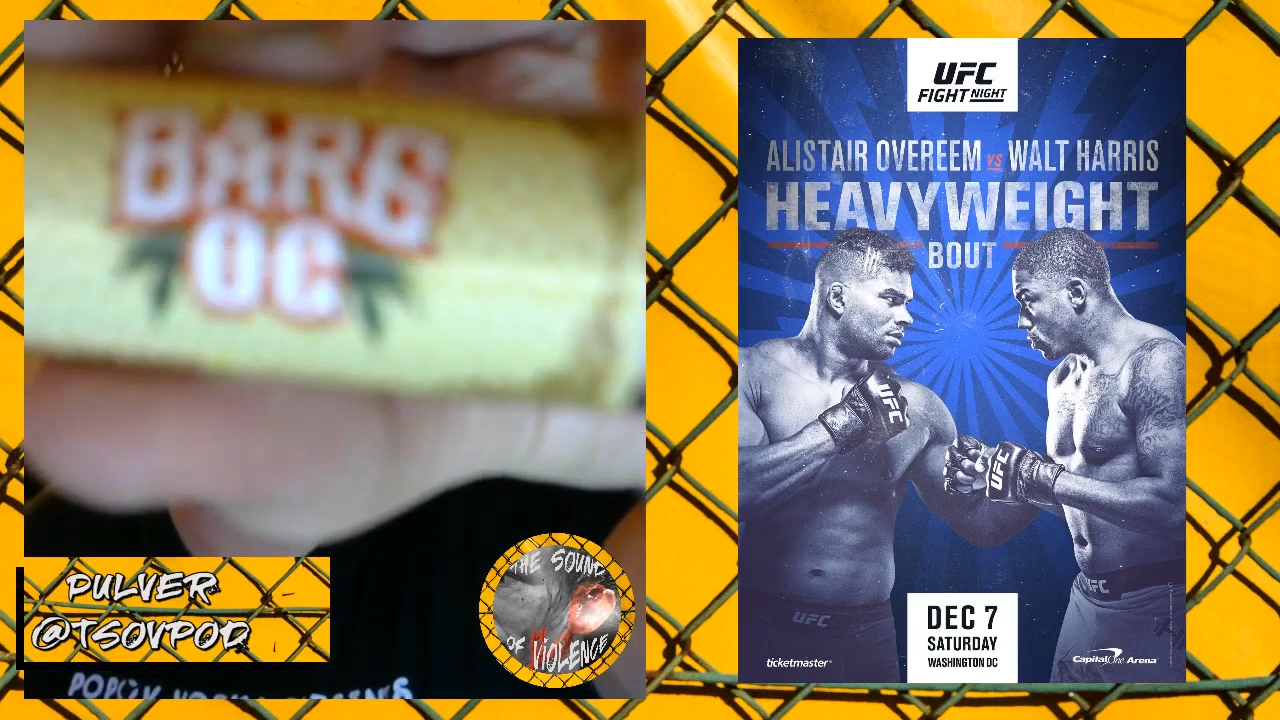 BARS
OC
PULVER
@TSOVPOD
THE SOUND
OF VIOLENCE
UFC
FIGHT NIGHT
ALISTAIR OVEREEM VS WALT HARRIS
HEAVYWEIGHT
BOUT
UFC
UFC
UFC
UFC
DEC 7
SATURDAY
WASHINGTON DC
ticketmaster®
Capital One Arena